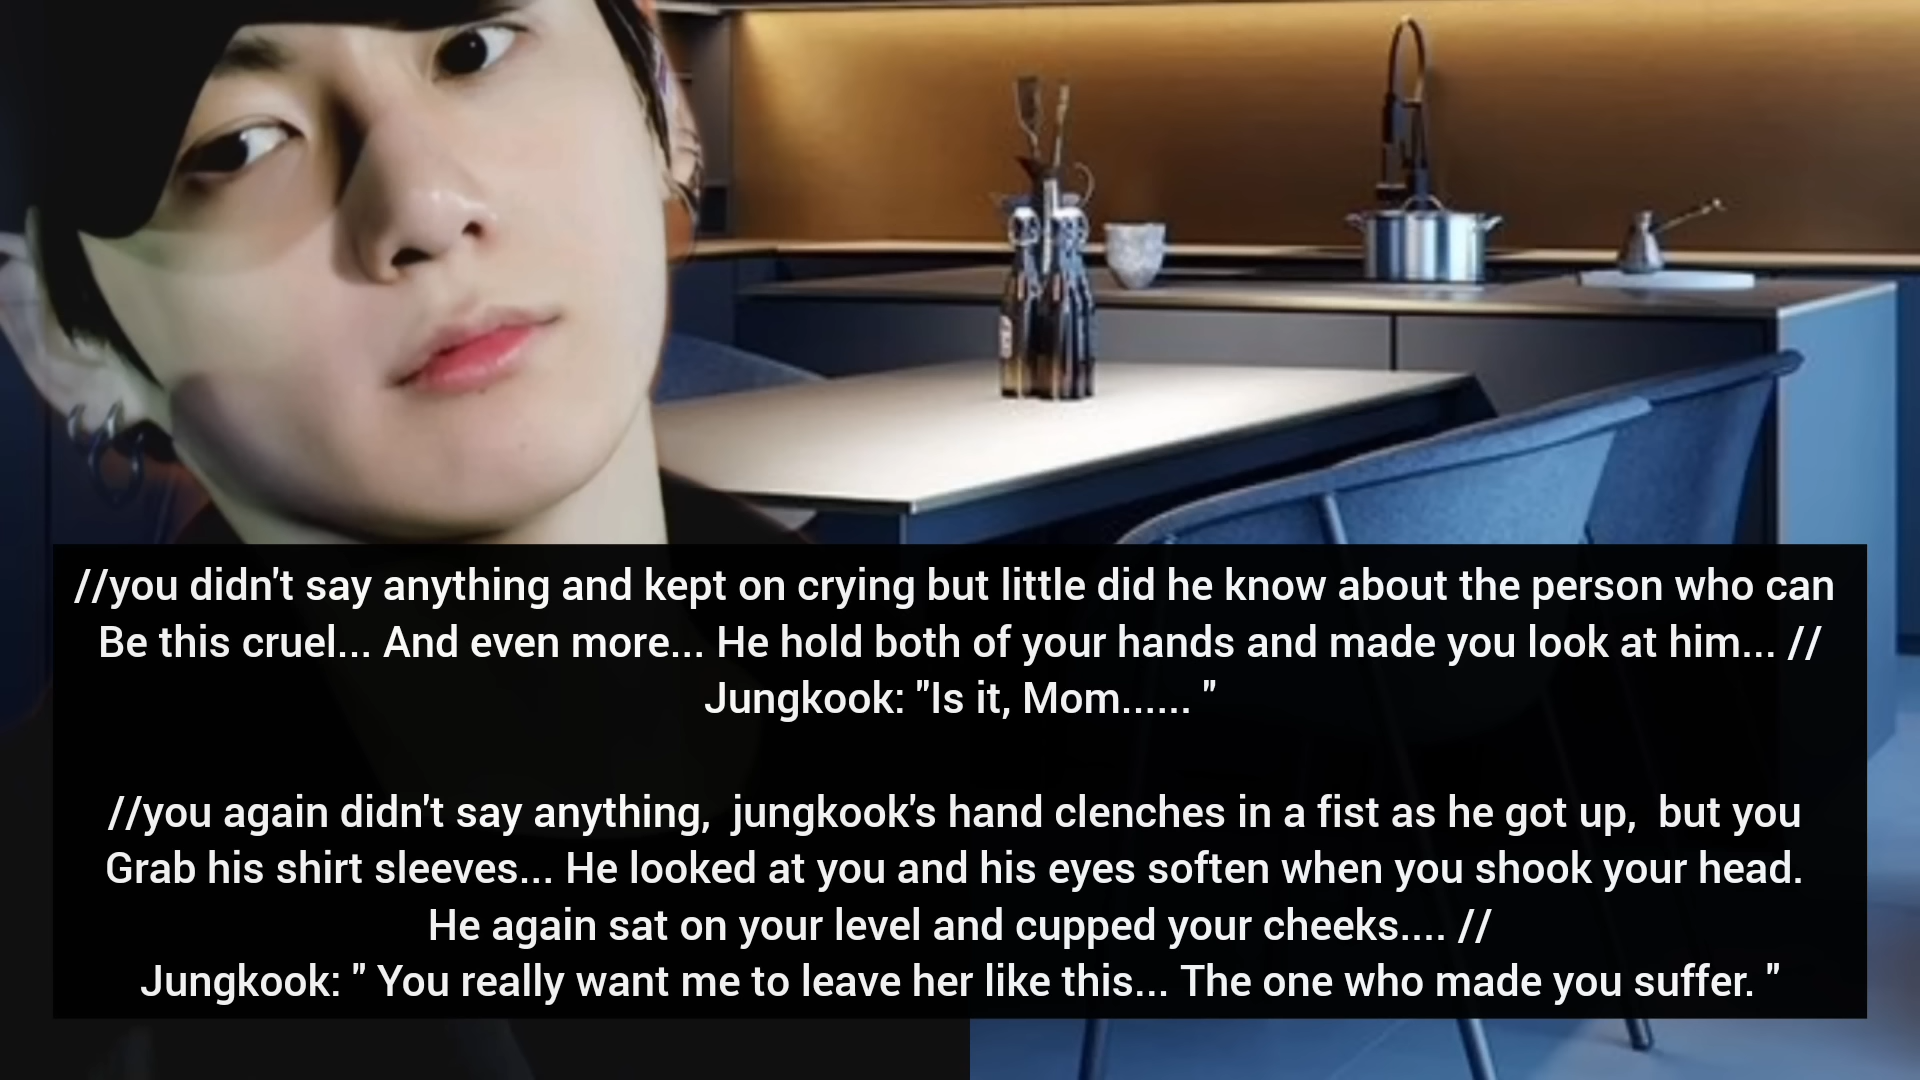 //you didn't say anything and kept on crying but little did he know about the person who can
Be this cruel... And even more... He hold both of your hands and made you look at him... //
Jungkook: "Is it, Mom...... "
//you again didn't say anything,  jungkook's hand clenches in a fist as he got up,  but you
Grab his shirt sleeves... He looked at you and his eyes soften when you shook your head.
He again sat on your level and cupped your cheeks.... //
Jungkook: " You really want me to leave her like this... The one who made you suffer. "